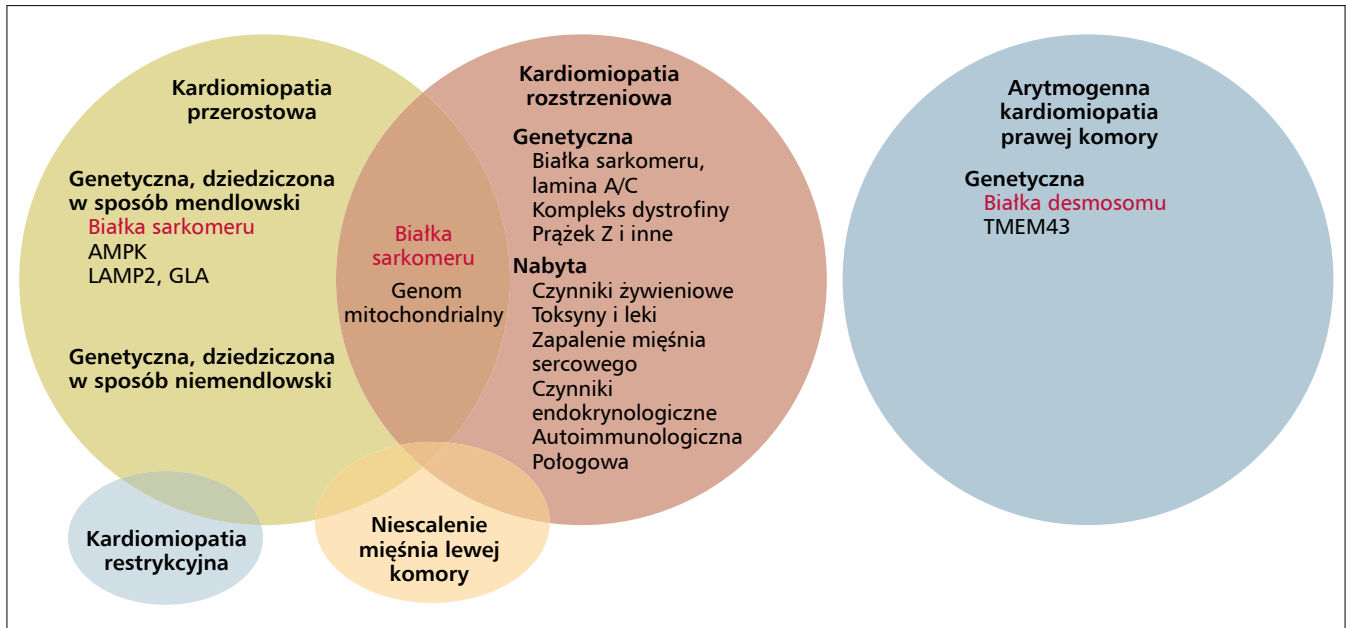 Kardiomiopatia
przerostowa
Genetyczna, dziedziczona
w sposób mendlowski
Białka sarkomeru
AMPK
LAMP2, GLA
Genetyczna, dziedziczona
w sposób niemendlowski
Białka
sarkomeru
Genom
mitochondrialny
Kardiomiopatia
rozstrzeniowa
Genetyczna
Białka sarkomeru,
lamina A/C
Kompleks dystrofiny
Prążek Z i inne
Nabyta
Czynniki żywieniowe
Toksyny i leki
Zapalenie mięśnia
sercowego
Czynniki
endokrynologiczne
Autoimmunologiczna
Połogowa
Arytmogenna
kardiomiopatia
prawej komory
Genetyczna
Białka desmosomu
TMEM43
Kardiomiopatia
restrykcyjna
Niescalenie
mięśnia lewej
komory